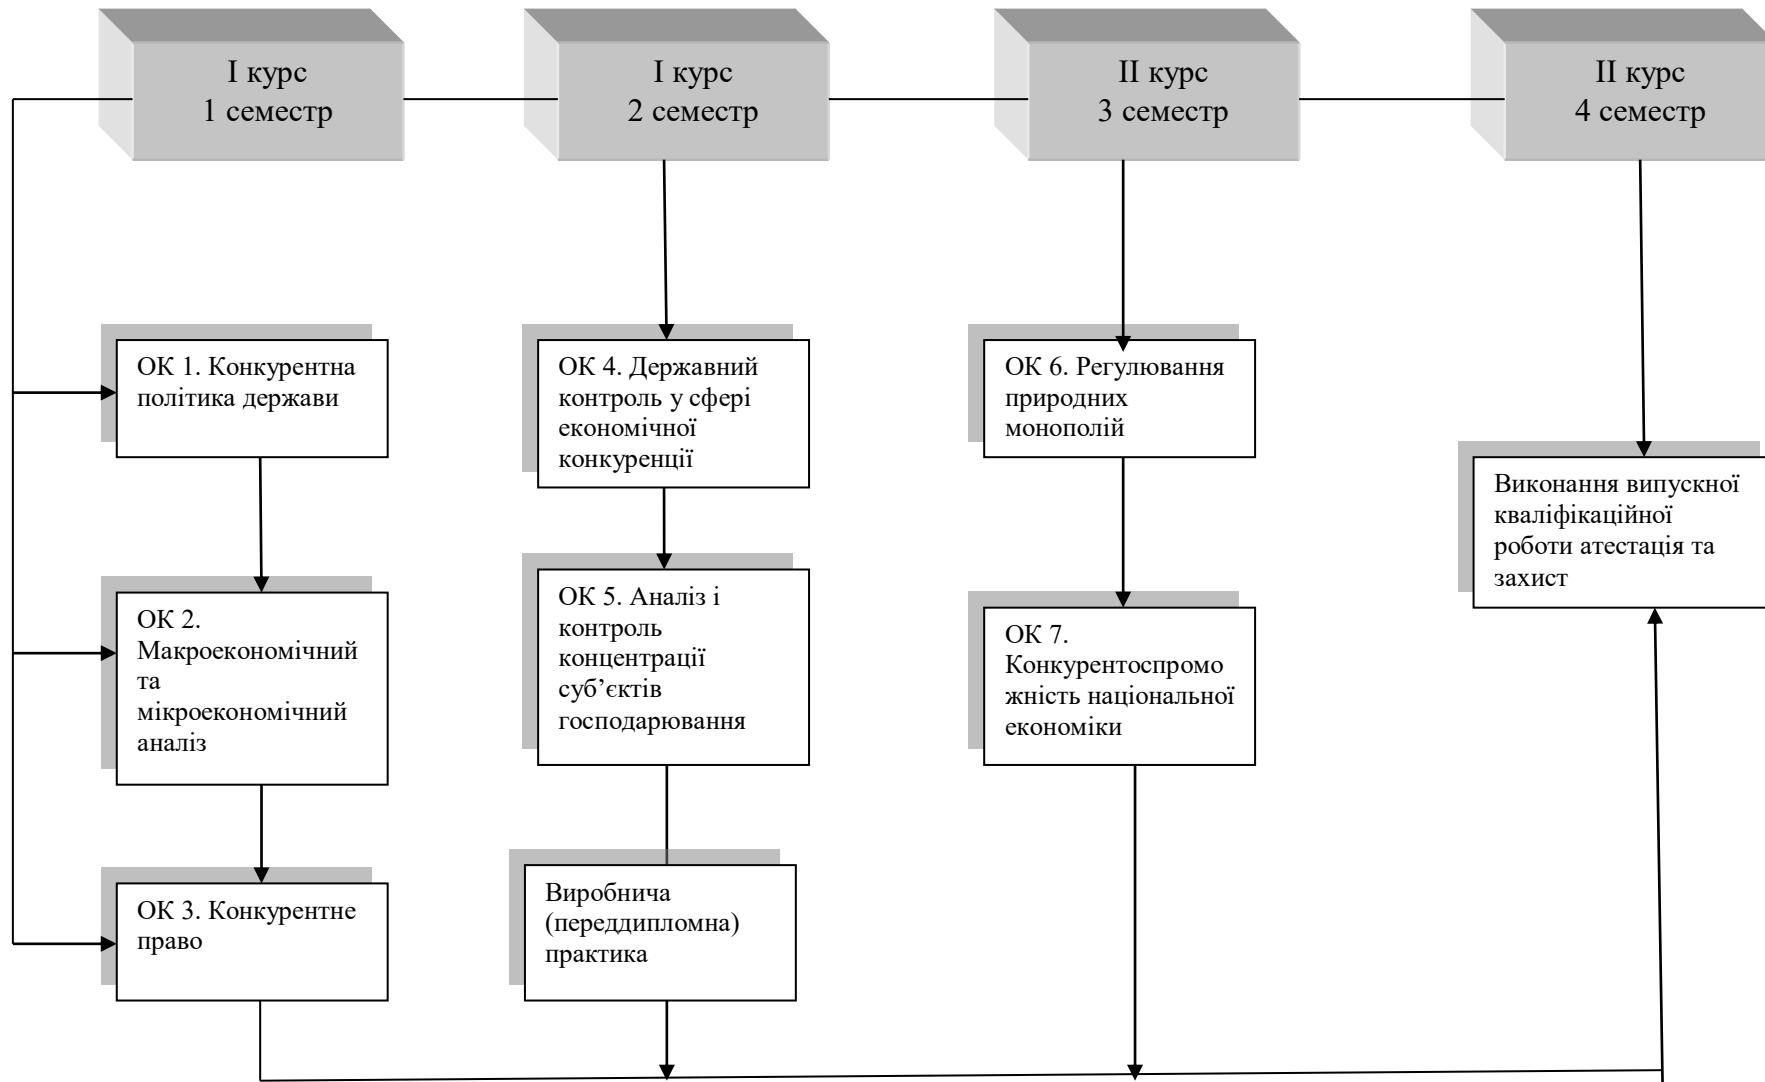 І курс
1 семестр
І курс
2 семестр
ІІ курс
3 семестр
ІІ курс
4 семестр
ОК 1. Конкурентна
політика держави
ОК 2.
Макроекономічний
та
мікроекономічний
аналіз
ОК 3. Конкурентне
право
ОК 4. Державний
контроль у сфері
економічної
конкуренції
ОК 5. Аналіз і
контроль
концентрації
суб’єктів
господарювання
Виробнича
(переддипломна)
практика
ОК 6. Регулювання
природних
монополій
ОК 7.
Конкурентоспромо
жність національної
економіки
Виконання випускної
кваліфікаційної
роботи атестація та
захист